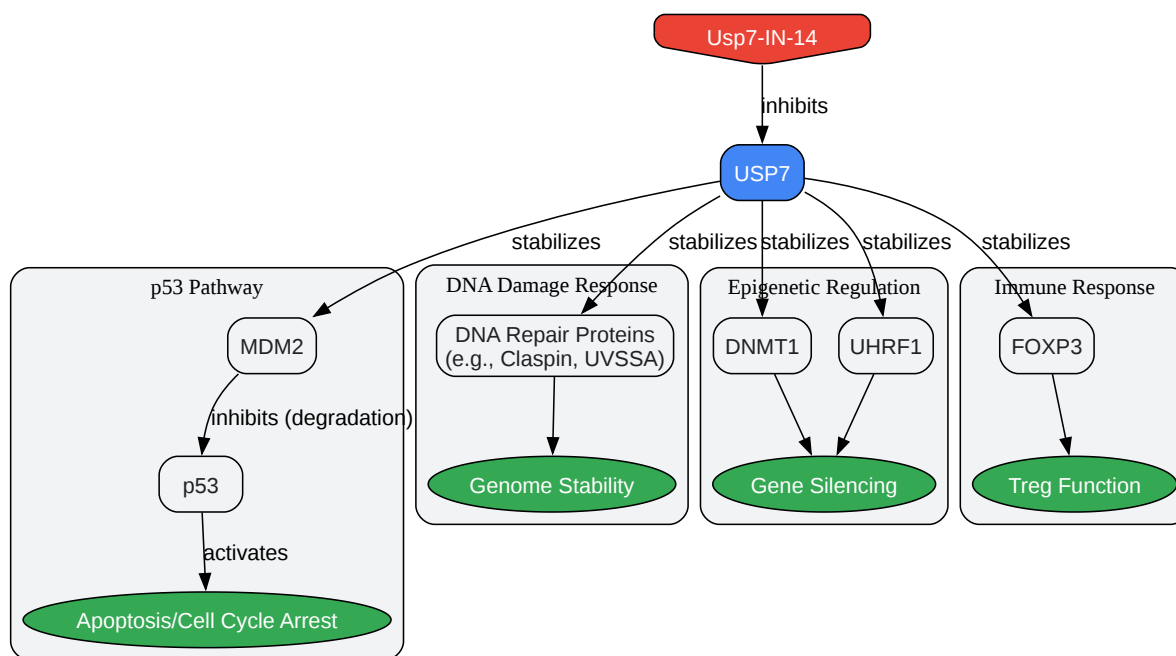 Usp7-IN-14
inhibits
USP7
stabilizes
stabilizes
stabilizes
stabilizes
stabilizes
p53 Pathway
MDM2
inhibits (degradation)
p53
activates
Apoptosis/Cell Cycle Arrest
DNA Damage Response
DNA Repair Proteins
(e.g., Claspin, UVSSA)
Genome Stability
Epigenetic Regulation
DNMT1
UHRF1
Gene Silencing
Immune Response
FOXP3
Treg Function